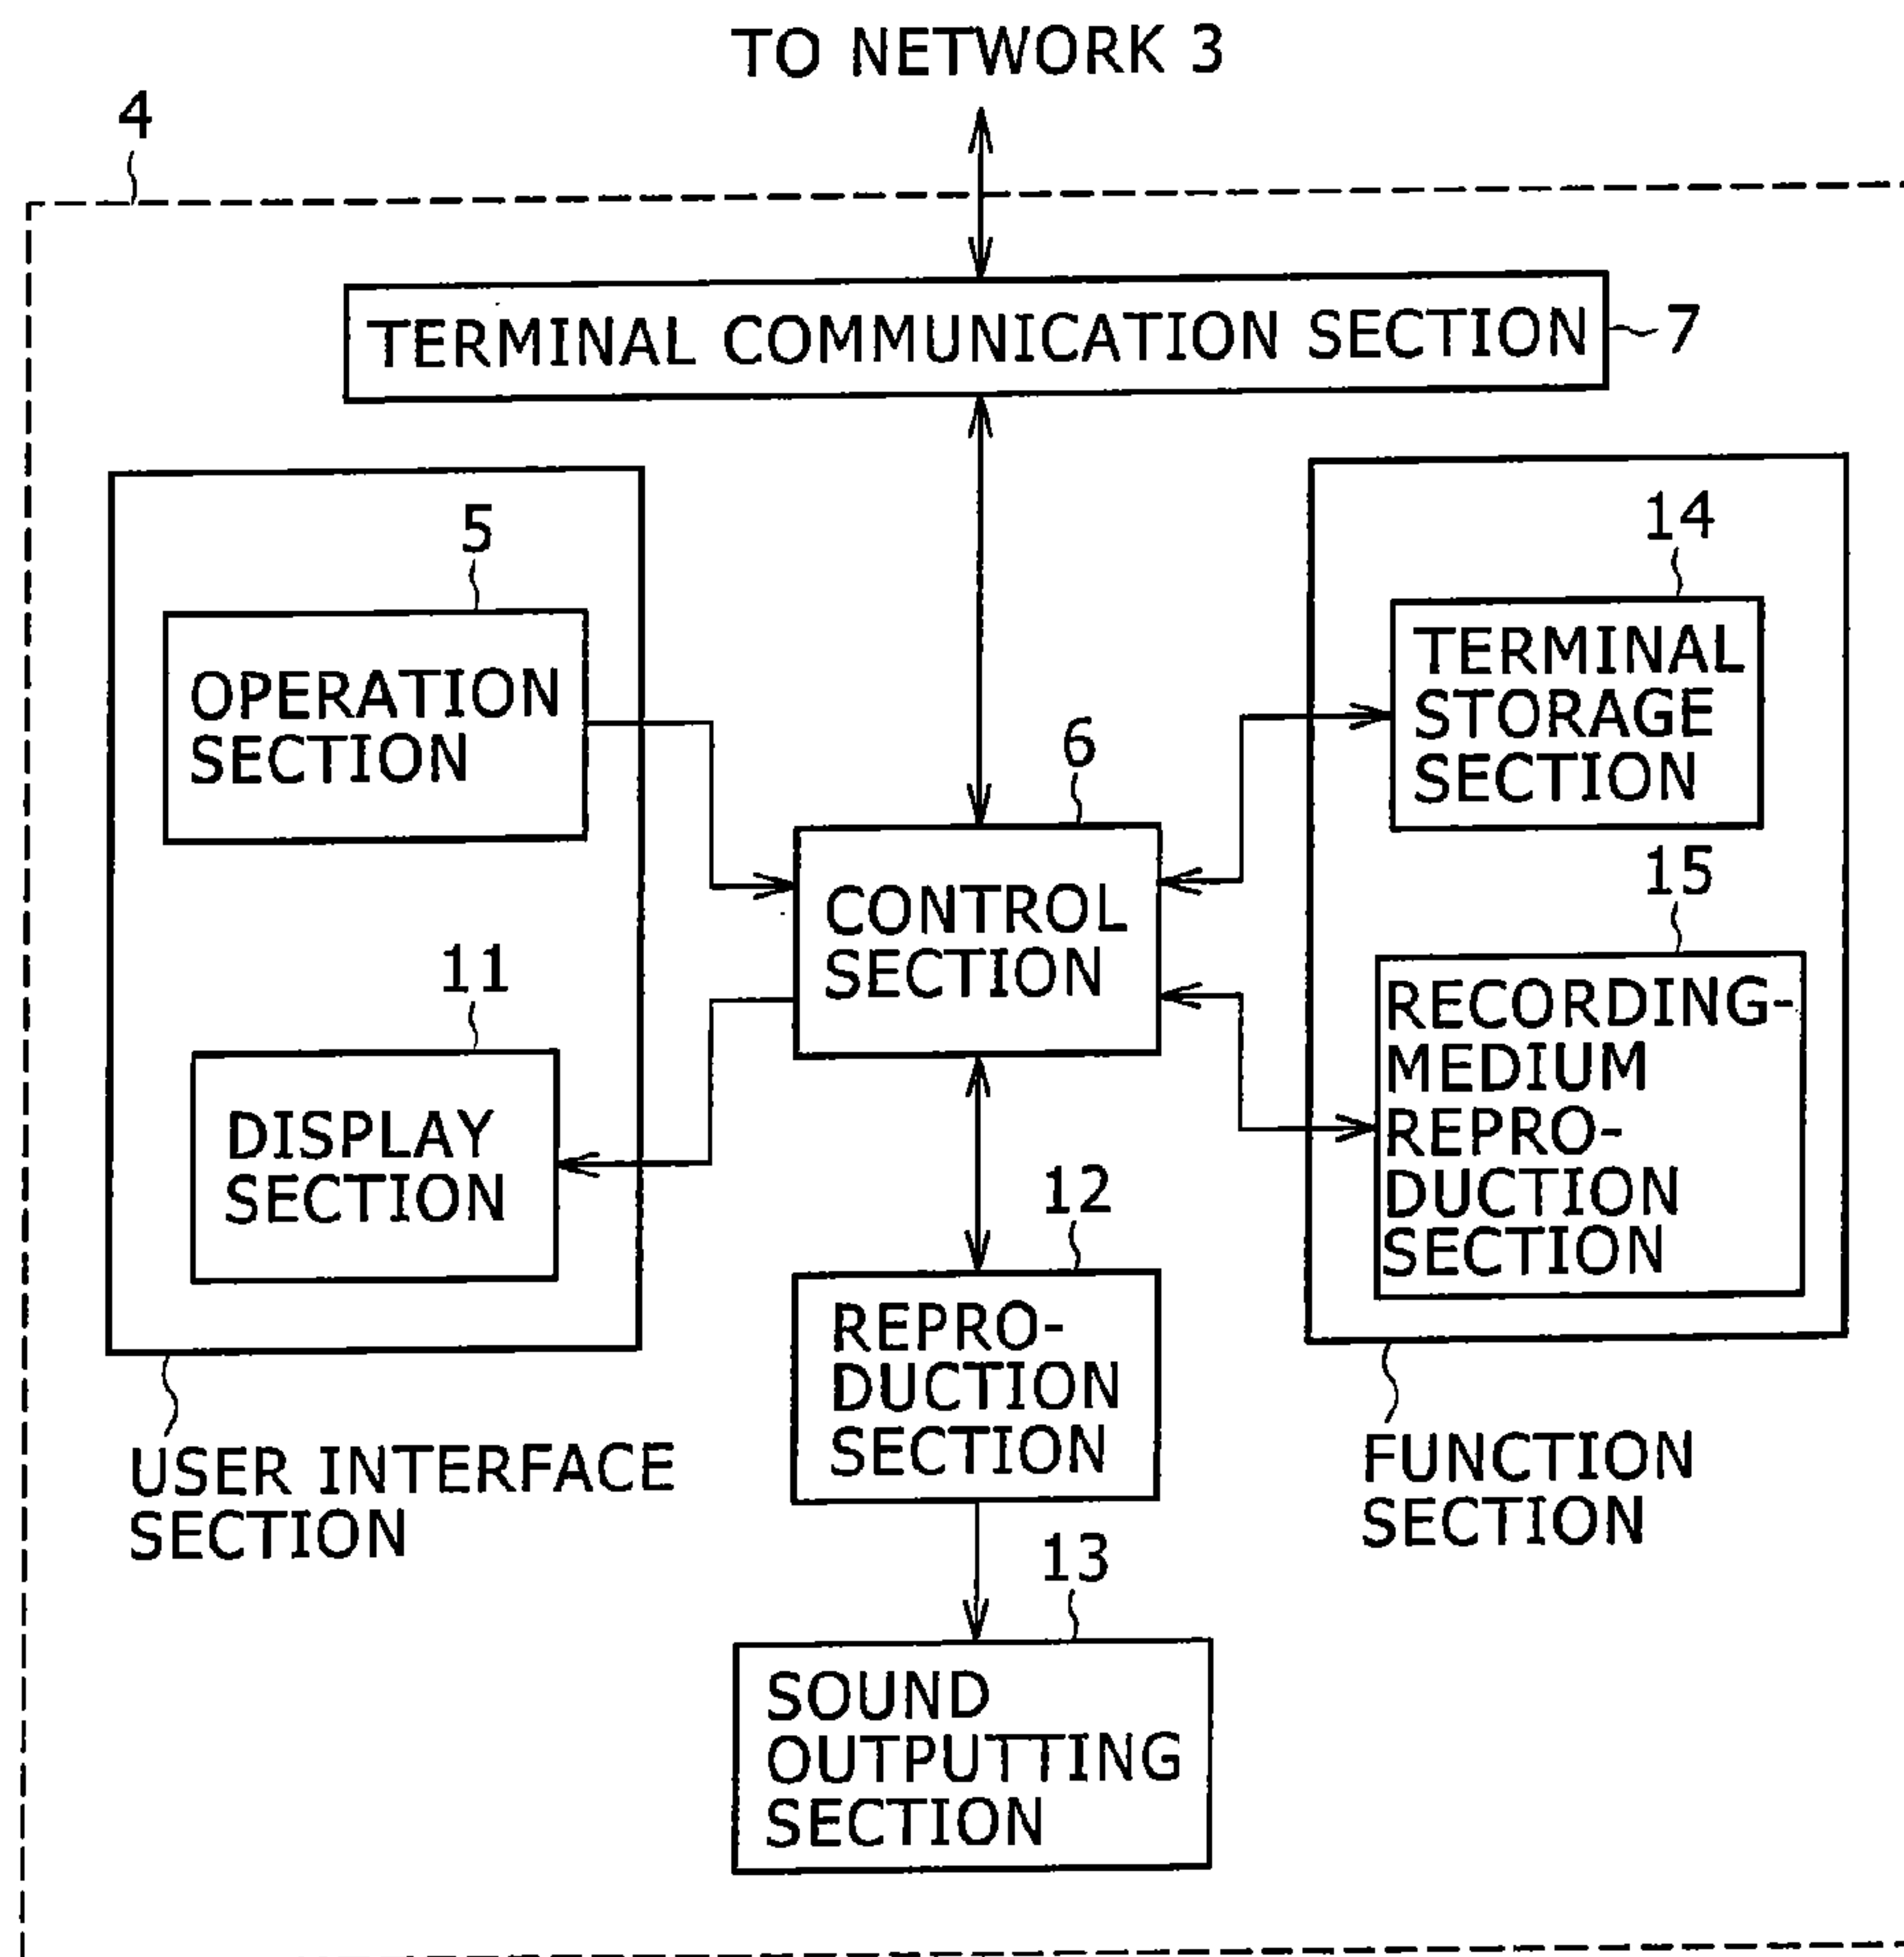 TO NETWORK 3
4
TERMINAL COMMUNICATION SECTION
7
5
OPERATION
SECTION
11
DISPLAY
SECTION
USER INTERFACE
SECTION
6
CONTROL
SECTION
12
REPRO-
DUCTION
SECTION
13
SOUND
OUTPUTTING
SECTION
14
TERMINAL
STORAGE
SECTION
15
RECORDING-
MEDIUM
REPRO-
DUCTION
SECTION
FUNCTION
SECTION